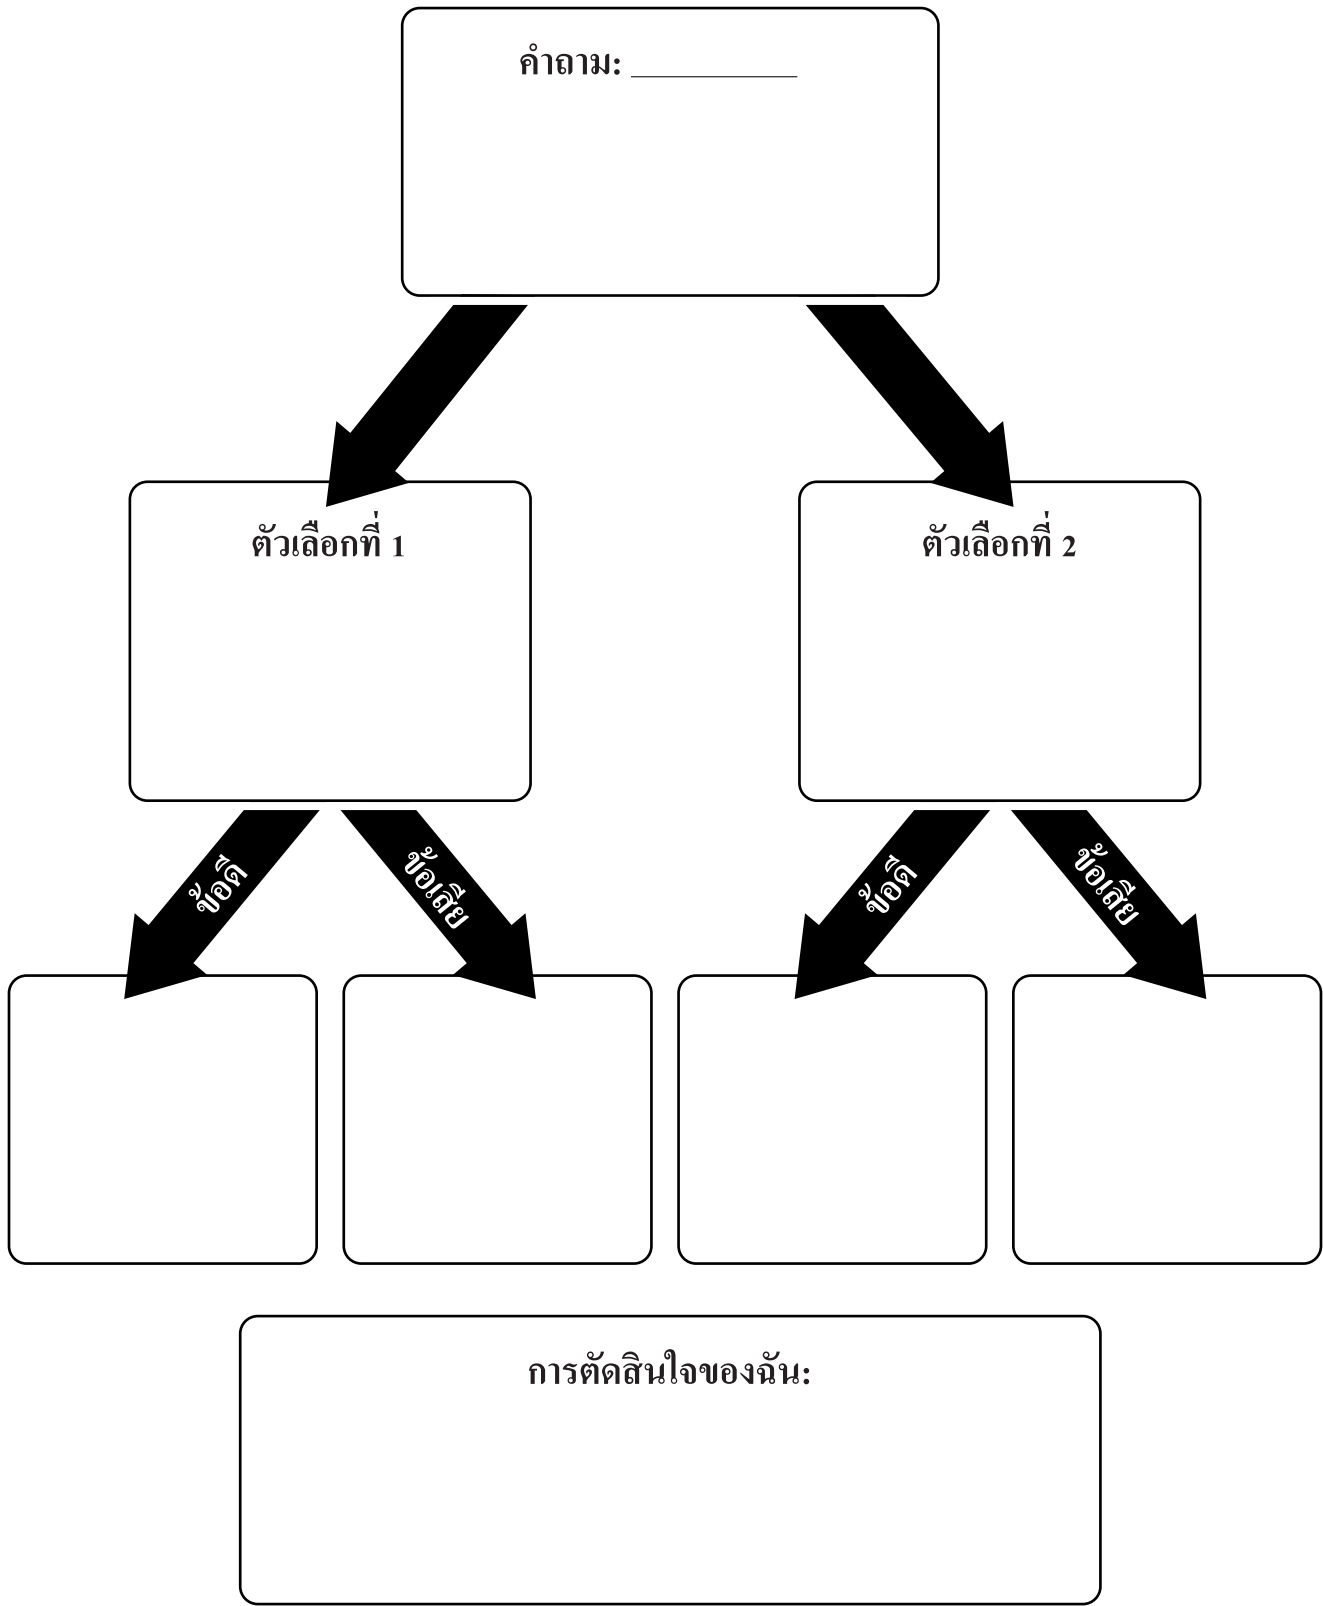 คำถาม: __________
ตัวเลือกที่ 1
ตัวเลือกที่ 2
ข้อดี
ข้อเสีย
ข้อดี
ข้อเสีย
การตัดสินใจของฉัน: